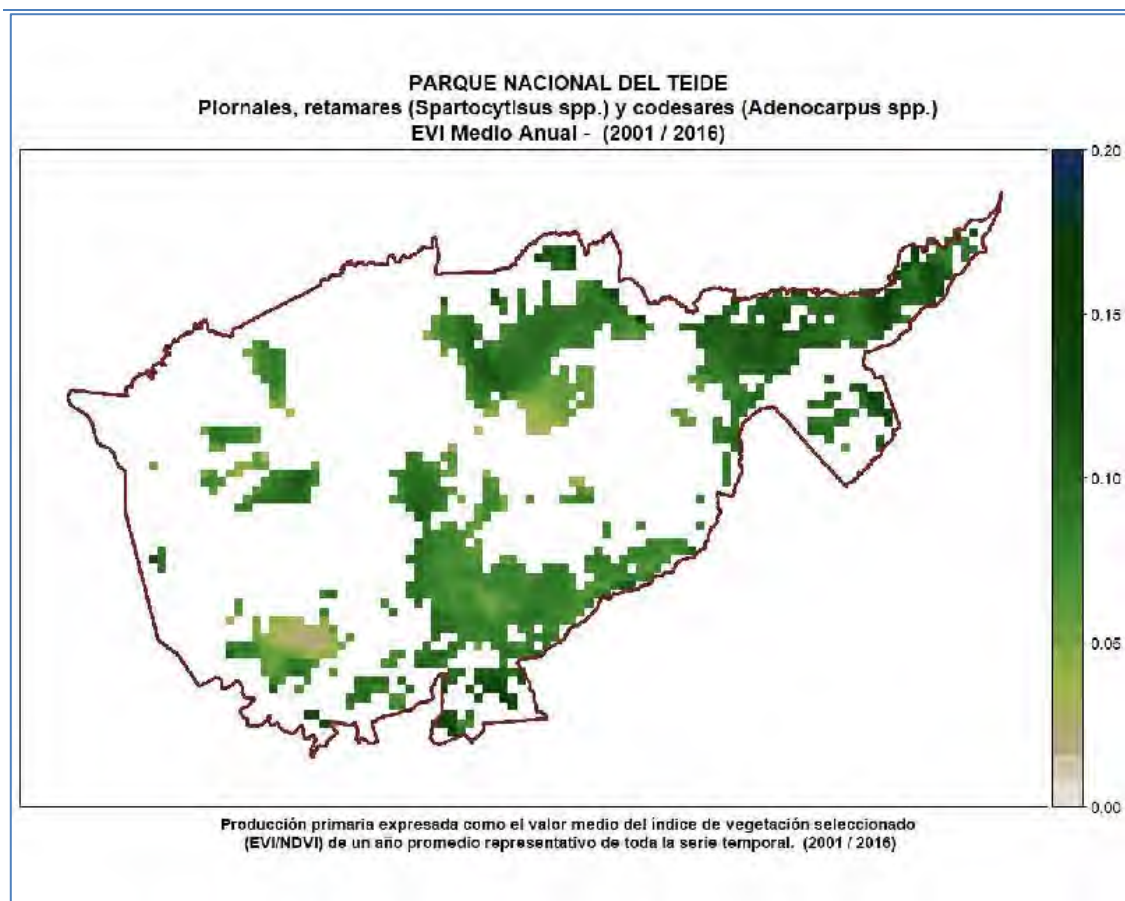 PARQUE NACIONAL DEL TEIDE
Piornales, retamares (Spartocytisus spp.) y codesares (Adenocarpus spp.)
EVI Medio Anual - (2001 / 2016)
0.20
0.15
0.10
0.05
0.00
Producción primaria expresada como el valor medio del índice de vegetación seleccionado
(EVI/NDVI) de un año promedio representativo de toda la serie temporal. (2001 / 2016)